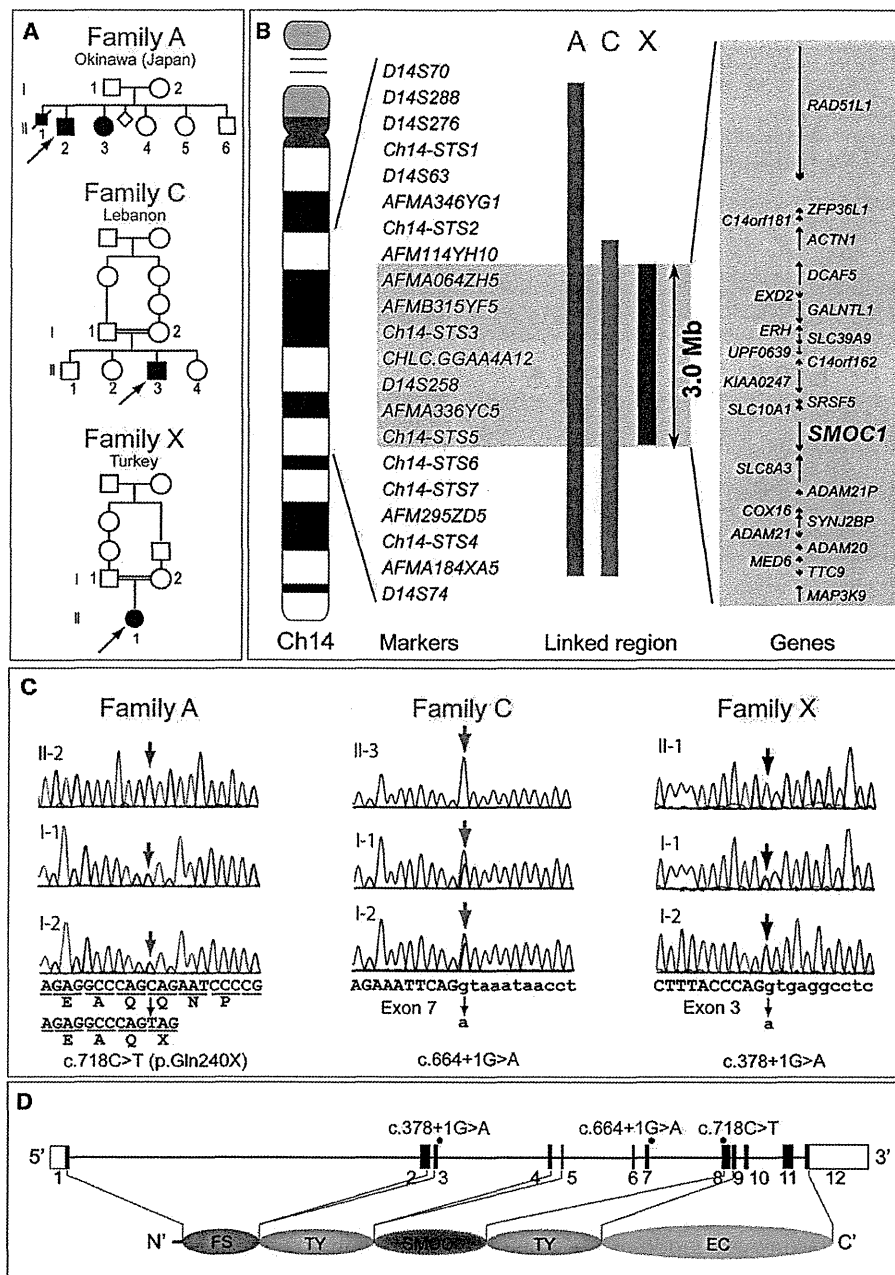 A
Family A
Okinawa (Japan)
I
1
2
II
1
2
3
4
5
6
Family C
Lebanon
I
1
2
II
1
2
3
4
Family X
Turkey
I
1
2
II
1
B
A C X
D14S70
D14S288
D14S276
Ch14-STS1
D14S63
AFMA346YG1
Ch14-STS2
AFM114YH10
AFMA064ZH5
AFMB315YF5
Ch14-STS3
CHLC.GGAA4A12
D14S258
AFMA336YC5
Ch14-STS5
Ch14-STS6
Ch14-STS7
AFM295ZD5
Ch14-STS4
AFMA184XA5
D14S74
3.0 Mb
RAD51L1
ZFP36L1
C14orf181
ACTN1
DCAF5
EXD2
GALNTL1
ERH
SLC39A9
UPF0639
C14orf162
KIAA0247
SRSF5
SLC10A1
SMOC1
SLC8A3
ADAM21P
COX16
SYNJ2BP
ADAM21
ADAM20
MED6
TTC9
MAP3K9
Ch14
Markers
Linked region
Genes
C
Family A
II-2
I-1
I-2
AGAGGCCCAGCAGAATCCCCG
E A Q Q N P
AGAGGCCCAGTAG
E A Q X
c.718C>T (p.Gln240X)
Family C
II-3
I-1
I-2
AGAAATTCAGgtaaataacct
Exon 7
a
c.664+1G>A
Family X
II-1
I-1
I-2
CTTTACCCAGgtgaggcctc
Exon 3
a
c.378+1G>A
D
c.378+1G>A
c.664+1G>A
c.718C>T
5'
3'
1 2 3 4 5 6 7 8 9 10 11 12
N'
FS
TY
SMOC
TY
EC
C'